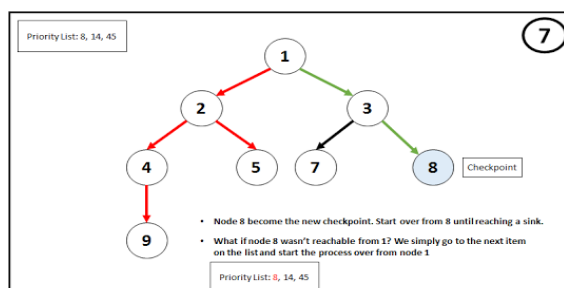 Priority List: 8, 14, 45
7
1
2
3
4
5
7
8
Checkpoint
9
• Node 8 become the new checkpoint. Start over from 8 until reaching a sink.
• What if node 8 wasn't reachable from 1? We simply go to the next item
on the list and start the process over from node 1
Priority List: 8, 14, 45